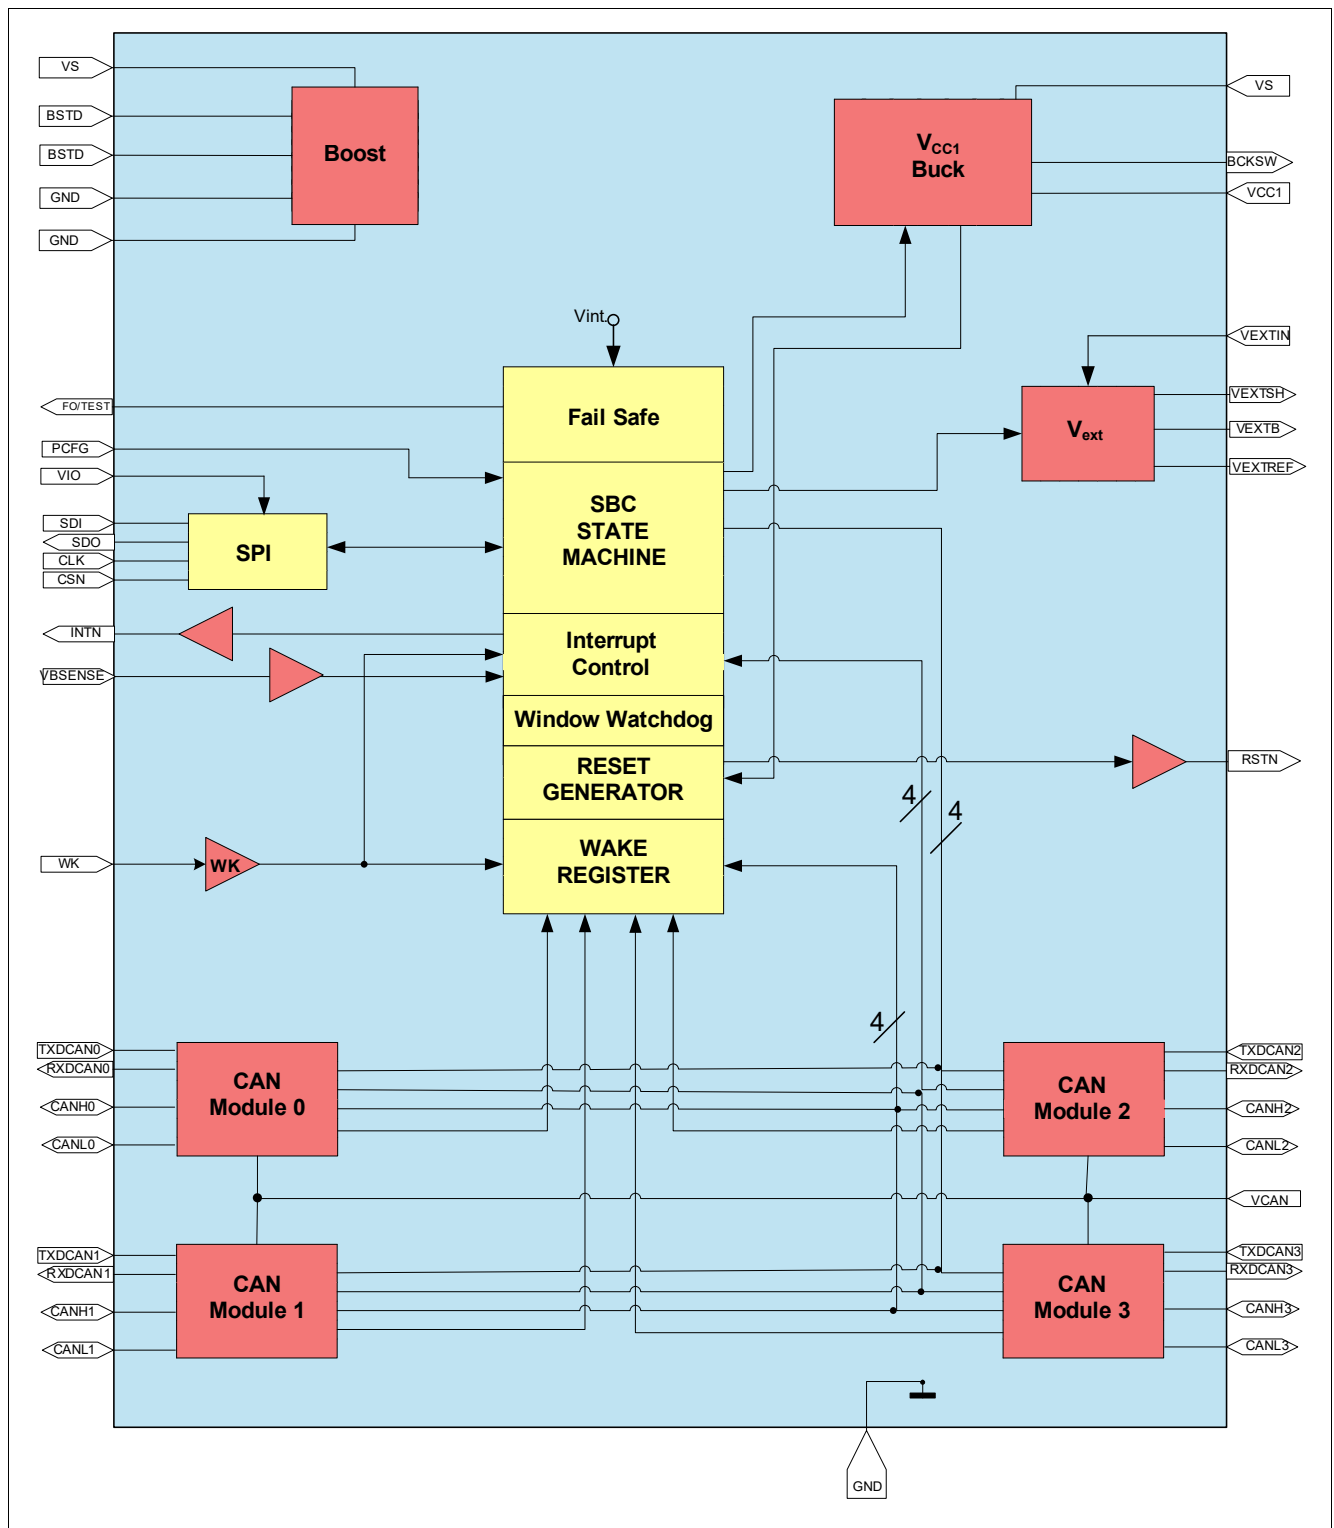 VS
BSTD
BSTD
GND
GND
Boost
V_CC1
Buck
VS
BCKSW
VCC1
Vint.
VEXTIN
VEXTSH
VEXTB
VEXTREF
V_ext
FO/TEST
PCFG
VIO
SDI
SDO
CLK
CSN
SPI
INTN
VBSENSE
Fail Safe
SBC
STATE
MACHINE
Interrupt
Control
Window Watchdog
RESET
GENERATOR
WAKE
REGISTER
RSTN
4
4
WK
WK
4
TXDCAN0
RXDCAN0
CANH0
CANL0
CAN
Module 0
CAN
Module 2
TXDCAN2
RXDCAN2
CANH2
CANL2
VCAN
TXDCAN1
RXDCAN1
CANH1
CANL1
CAN
Module 1
CAN
Module 3
TXDCAN3
RXDCAN3
CANH3
CANL3
GND